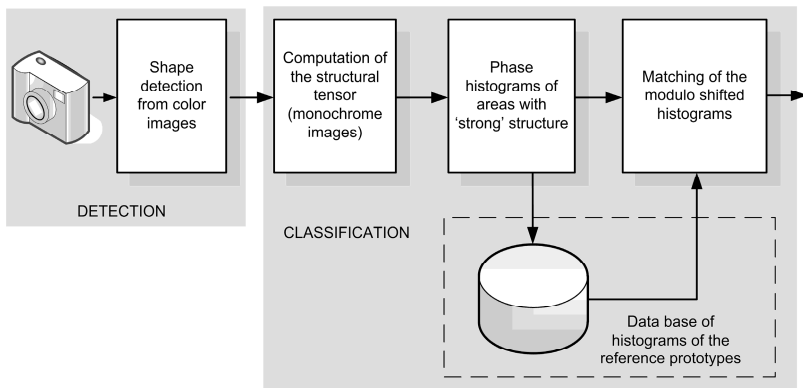 Shape
detection
from color
images
Computation of
the structural
tensor
(monochrome
images)
Phase
histograms of
areas with
‘strong’ structure
Matching of the
modulo shifted
histograms
DETECTION
CLASSIFICATION
Data base of
histograms of the
reference prototypes